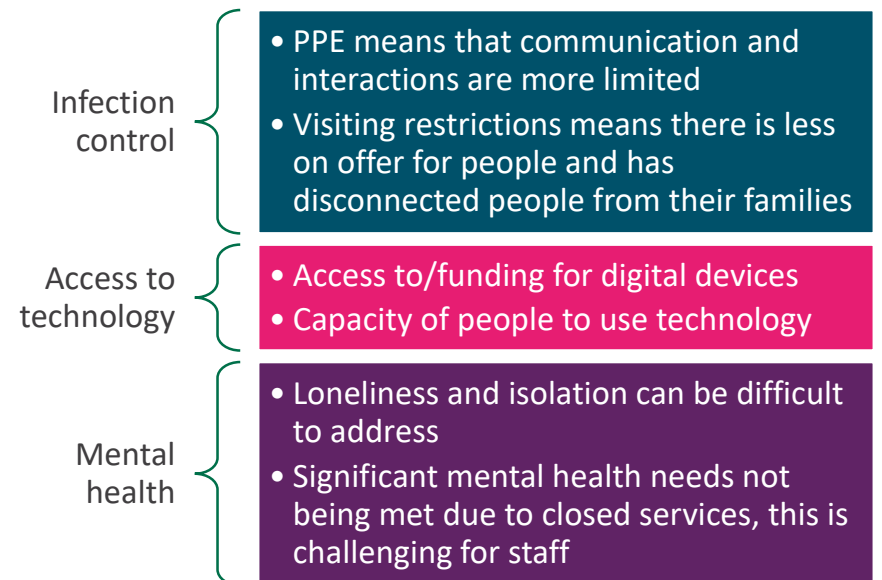 Infection
control
• PPE means that communication and
interactions are more limited
• Visiting restrictions means there is less
on offer for people and has
disconnected people from their families
Access to
technology
• Access to/funding for digital devices
• Capacity of people to use technology
Mental
health
• Loneliness and isolation can be difficult
to address
• Significant mental health needs not
being met due to closed services, this is
challenging for staff